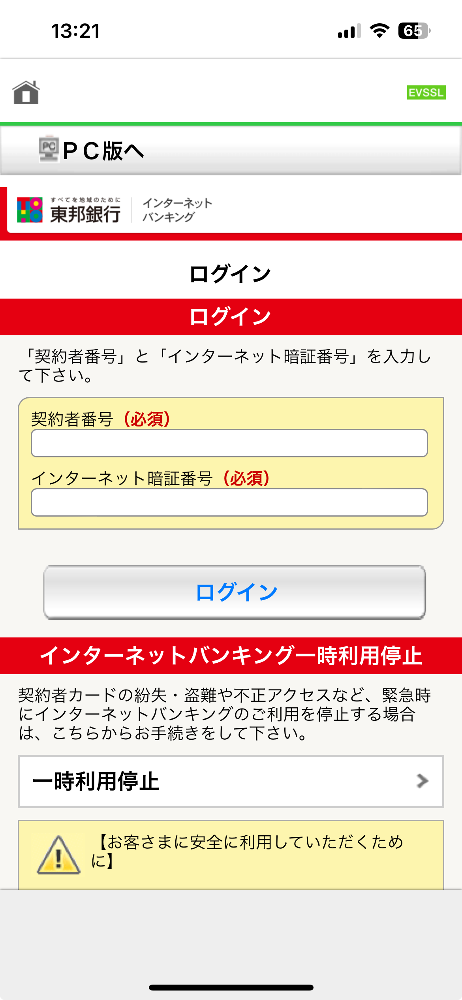 13:21
65
EVSSL
PC
ＰＣ版へ
TOHO
すべてを地域のために
東邦銀行
インターネット
バンキング
ログイン
ログイン
「契約者番号」と「インターネット暗証番号」を入力し
て下さい。
契約者番号（必須）
インターネット暗証番号（必須）
ログイン
インターネットバンキング一時利用停止
契約者カードの紛失・盗難や不正アクセスなど、緊急時
にインターネットバンキングのご利用を停止する場合
は、こちらからお手続きをして下さい。
一時利用停止
【お客さまに安全に利用していただくため
に】